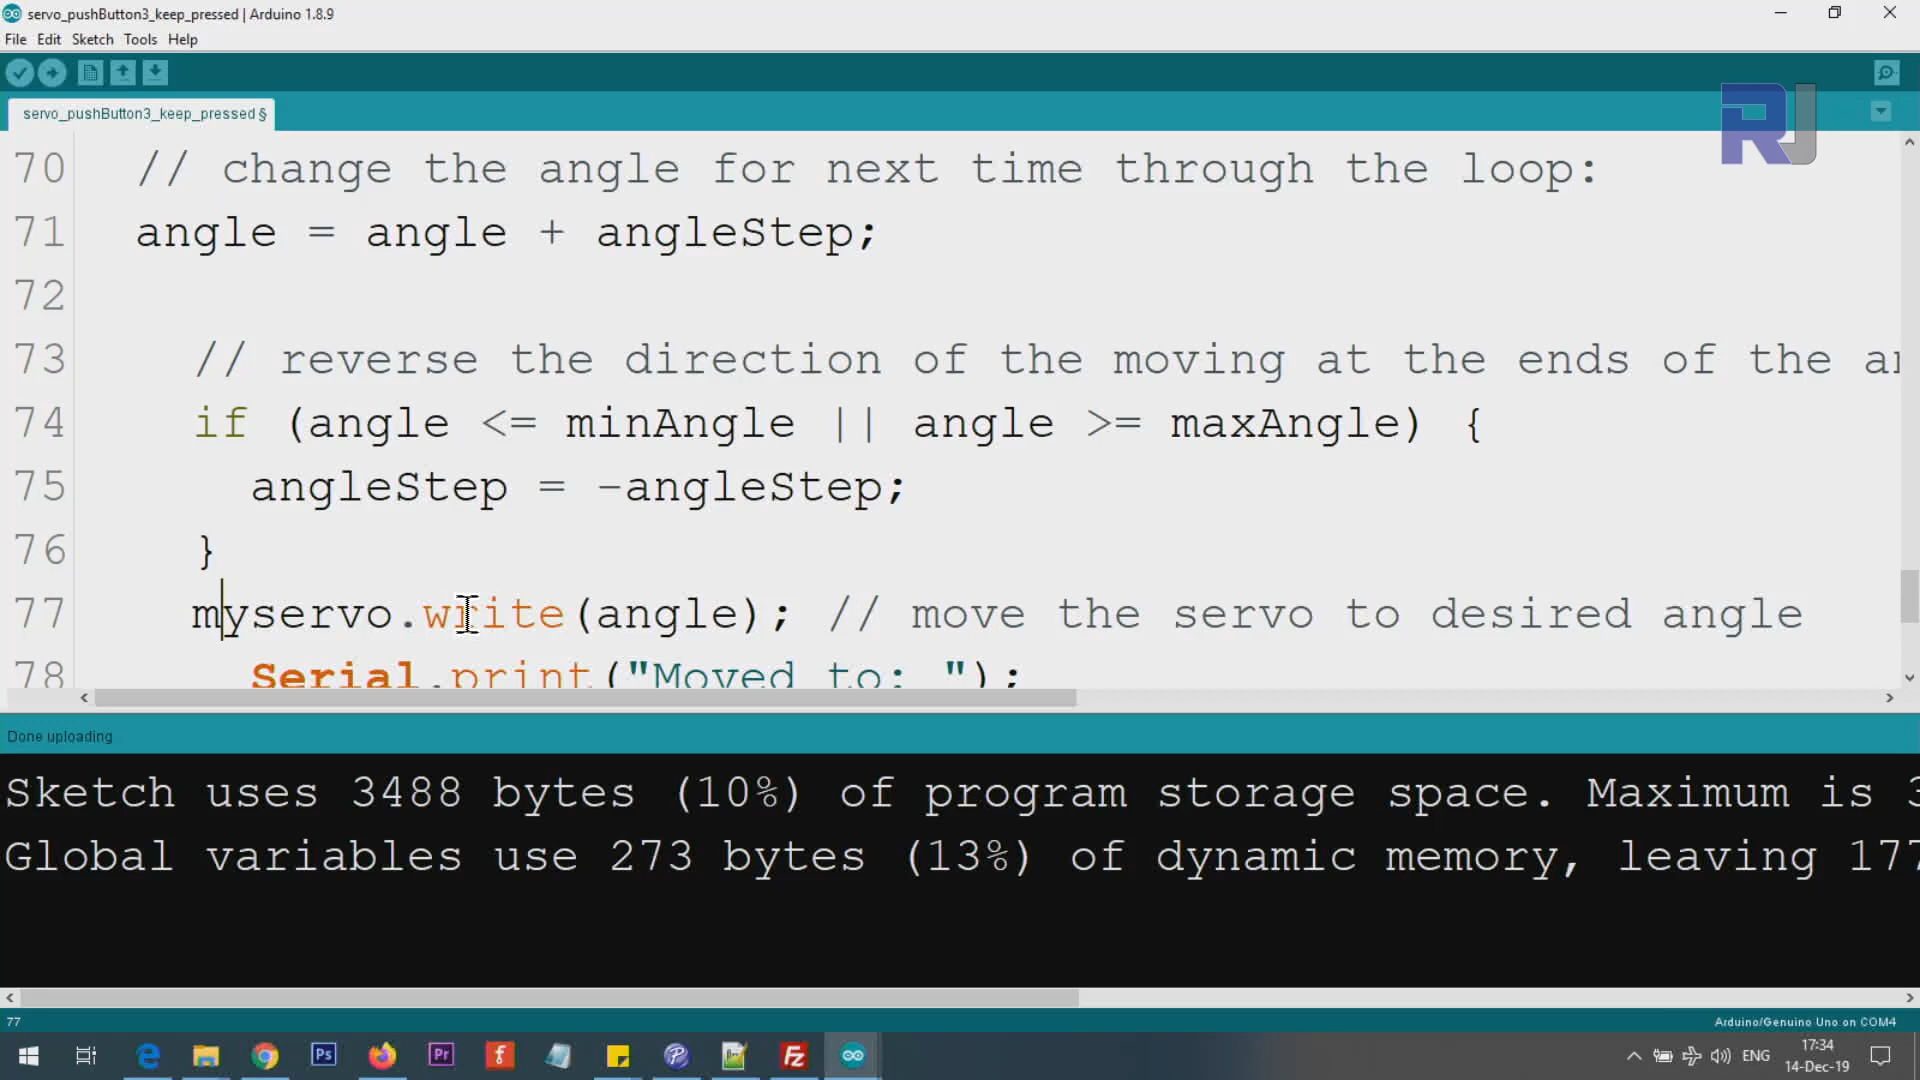 servo_pushButton3_keep_pressed | Arduino 1.8.9
File Edit Sketch Tools Help
servo_pushButton3_keep_pressed §
RJ
70 // change the angle for next time through the loop:
71 angle = angle + angleStep;
72
73 // reverse the direction of the moving at the ends of the
74 if (angle <= minAngle || angle >= maxAngle) {
75 angleStep = -angleStep;
76 }
77 myservo.write(angle); // move the servo to desired angle
78 Serial.print("Moved to: ");
Done uploading.
Sketch uses 3488 bytes (10%) of program storage space. Maximum is
Global variables use 273 bytes (13%) of dynamic memory, leaving 177
77
Arduino/Genuino Uno on COM4
Ps Pr f P Fz
ENG
17:34
14-Dec-19